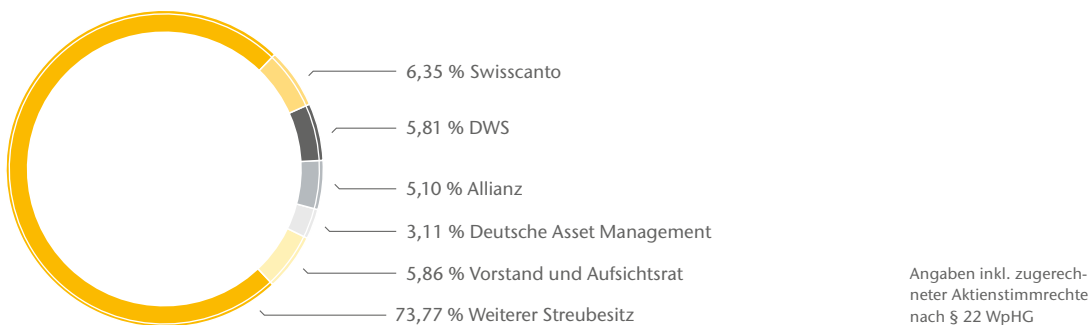 6,35 % Swisscanto
5,81 % DWS
5,10 % Allianz
3,11 % Deutsche Asset Management
5,86 % Vorstand und Aufsichtsrat
73,77 % Weiterer Streubesitz
Angaben inkl. zugerech-
neter Aktienstimmrechte
nach § 22 WpHG